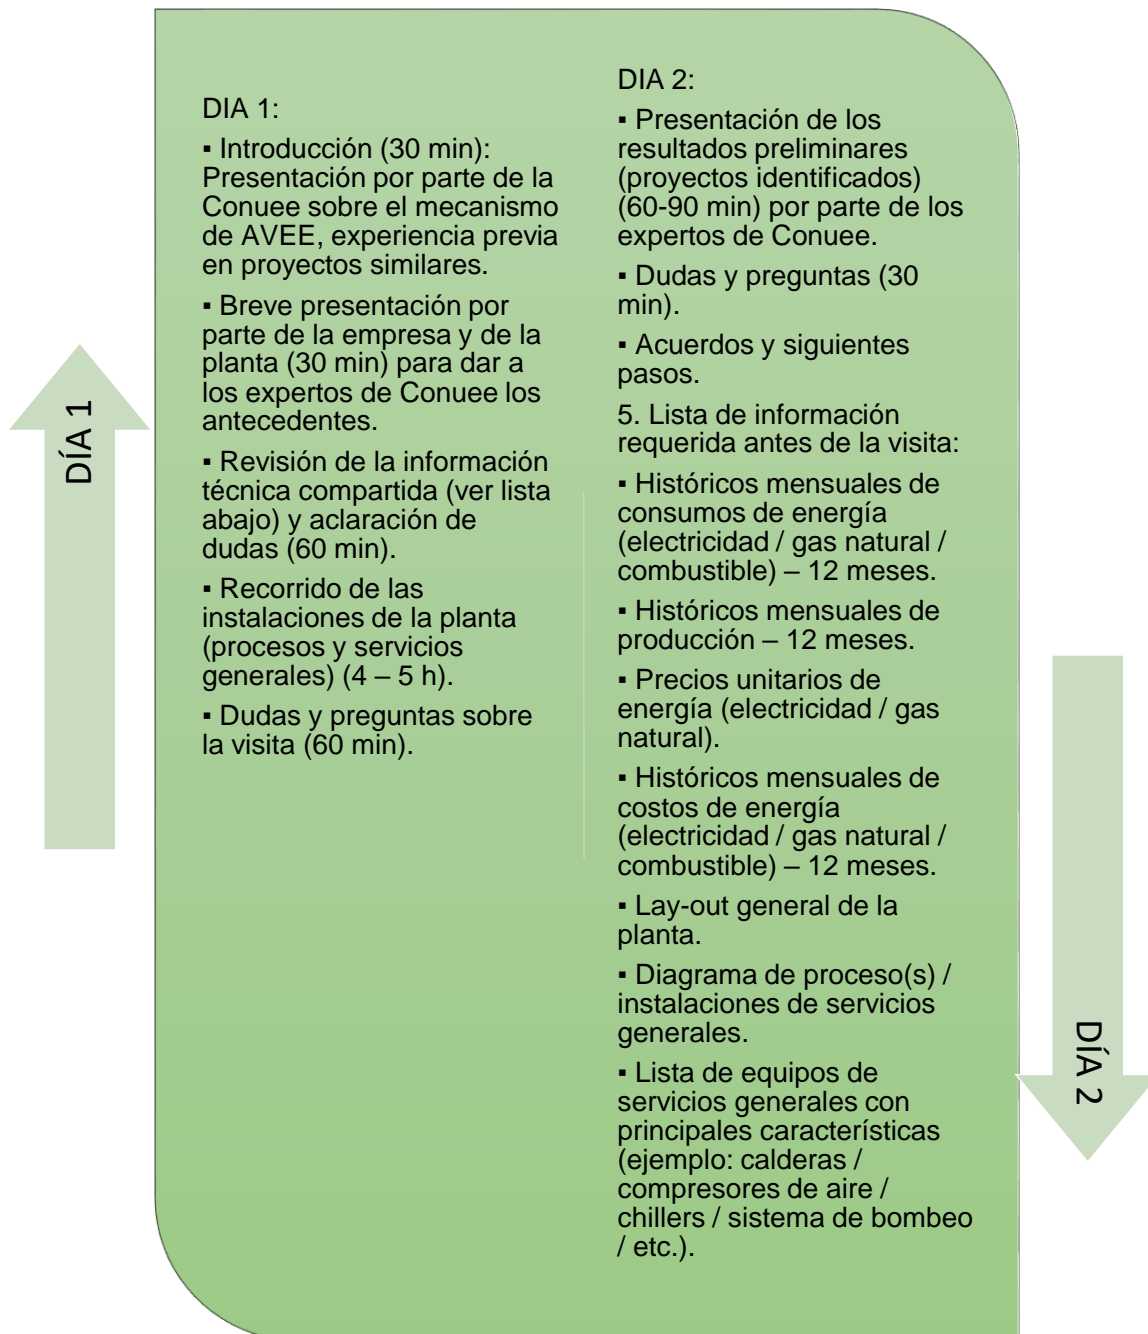 DÍA 1
DIA 1:
▪ Introducción (30 min):
Presentación por parte de la
Conuee sobre el mecanismo
de AVEE, experiencia previa
en proyectos similares.
▪ Breve presentación por
parte de la empresa y de la
planta (30 min) para dar a
los expertos de Conuee los
antecedentes.
▪ Revisión de la información
técnica compartida (ver lista
abajo) y aclaración de
dudas (60 min).
▪ Recorrido de las
instalaciones de la planta
(procesos y servicios
generales) (4 – 5 h).
▪ Dudas y preguntas sobre
la visita (60 min).
DIA 2:
▪ Presentación de los
resultados preliminares
(proyectos identificados)
(60-90 min) por parte de los
expertos de Conuee.
▪ Dudas y preguntas (30
min).
▪ Acuerdos y siguientes
pasos.
5. Lista de información
requerida antes de la visita:
▪ Históricos mensuales de
consumos de energía
(electricidad / gas natural /
combustible) – 12 meses.
▪ Históricos mensuales de
producción – 12 meses.
▪ Precios unitarios de
energía (electricidad / gas
natural).
▪ Históricos mensuales de
costos de energía
(electricidad / gas natural /
combustible) – 12 meses.
▪ Lay-out general de la
planta.
▪ Diagrama de proceso(s) /
instalaciones de servicios
generales.
▪ Lista de equipos de
servicios generales con
principales características
(ejemplo: calderas /
compresores de aire /
chillers / sistema de bombeo
/ etc.).
DÍA 2